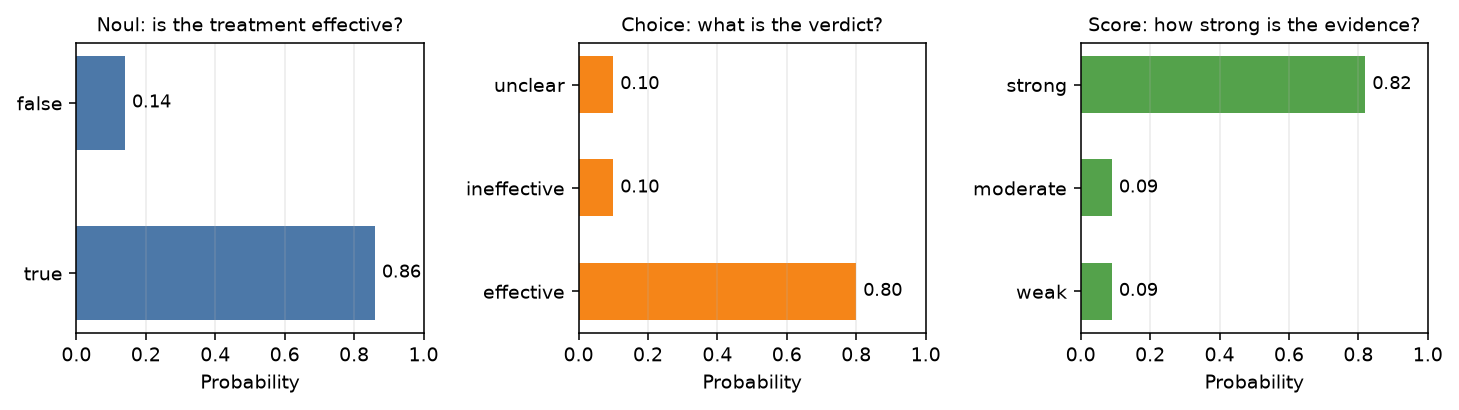 Noul: is the treatment effective?
false
0.14
true
0.86
0.0 0.2 0.4 0.6 0.8 1.0
Probability
Choice: what is the verdict?
unclear
0.10
ineffective
0.10
effective
0.80
0.0 0.2 0.4 0.6 0.8 1.0
Probability
Score: how strong is the evidence?
strong
0.82
moderate
0.09
weak
0.09
0.0 0.2 0.4 0.6 0.8 1.0
Probability